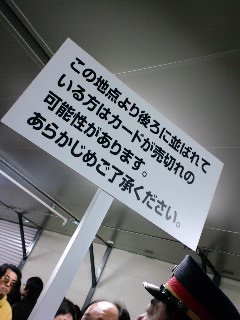 この地点より後ろに並ばれて
いる方はカードが売切れの
可能性があります。
あらかじめご了承ください。